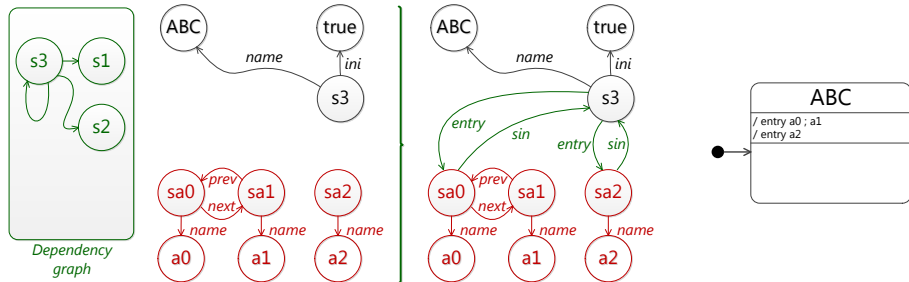 s3
s1
s2
Dependency
graph
ABC
true
name
ini
s3
sa0
prev
next
sa1
sa2
name
name
name
a0
a1
a2
ABC
true
name
ini
s3
entry
sin
entry
sin
sa0
prev
next
sa1
sa2
name
name
name
a0
a1
a2
ABC
/ entry a0 ; a1
/ entry a2